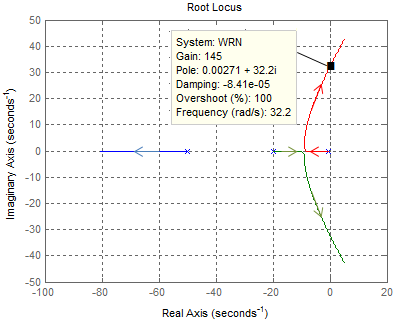 Root Locus
System: WRN
Gain: 145
Pole: 0.00271 + 32.2i
Damping: -8.41e-05
Overshoot (%): 100
Frequency (rad/s): 32.2
Imaginary Axis (seconds⁻¹)
50
40
30
20
10
0
-10
-20
-30
-40
-50
-100 -80 -60 -40 -20 0 20
Real Axis (seconds⁻¹)